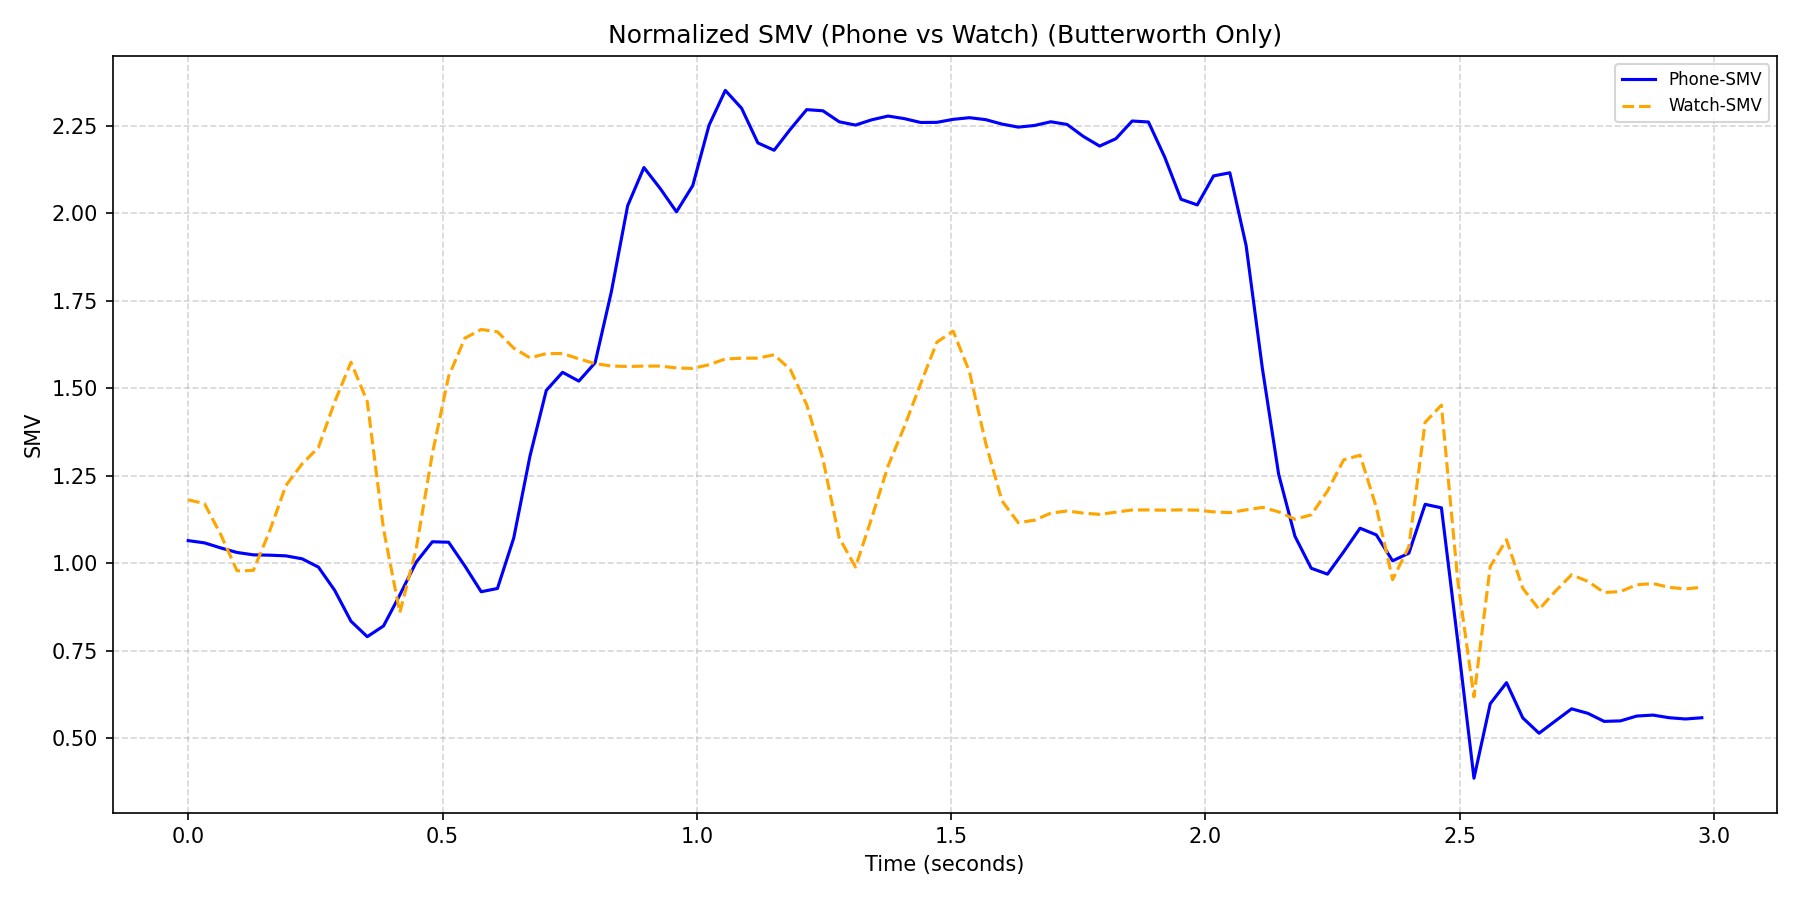 Normalized SMV (Phone vs Watch) (Butterworth Only)
Phone-SMV
Watch-SMV
2.25
2.00
1.75
1.50
1.25
1.00
0.75
0.50
SMV
0.0 0.5 1.0 1.5 2.0 2.5 3.0
Time (seconds)